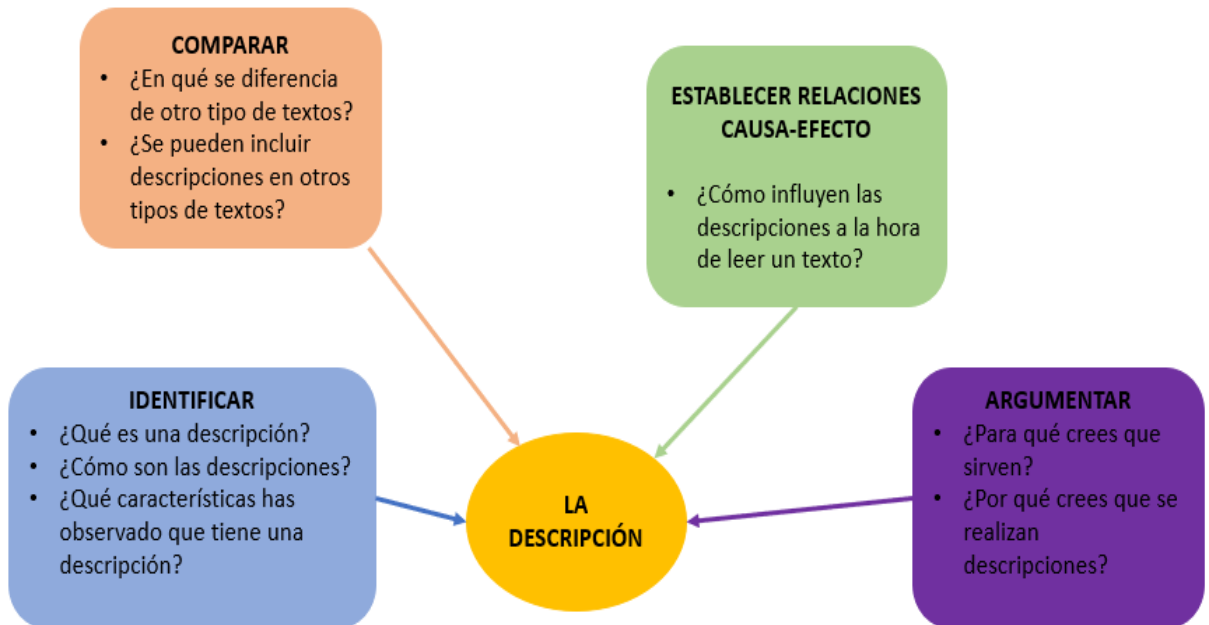 COMPARAR
• ¿En qué se diferencia
de otro tipo de textos?
• ¿Se pueden incluir
descripciones en otros
tipos de textos?
ESTABLECER RELACIONES
CAUSA-EFECTO
• ¿Cómo influyen las
descripciones a la hora
de leer un texto?
IDENTIFICAR
• ¿Qué es una descripción?
• ¿Cómo son las descripciones?
• ¿Qué características has
observado que tiene una
descripción?
LA
DESCRIPCIÓN
ARGUMENTAR
• ¿Para qué crees que
sirven?
• ¿Por qué crees que se
realizan
descripciones?